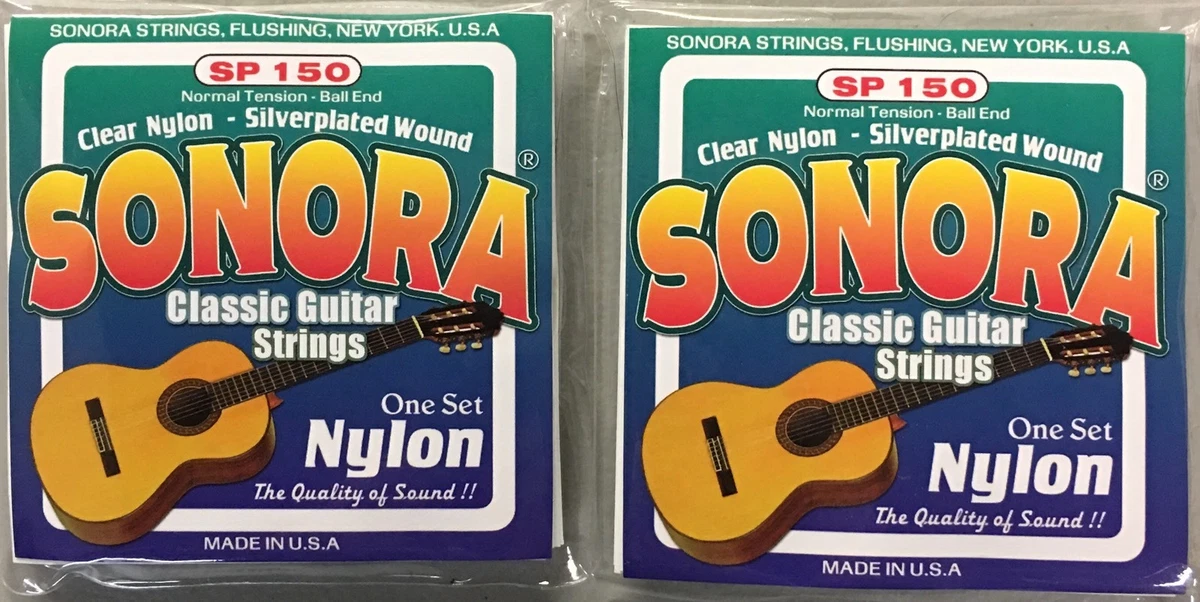 SONORA STRINGS, FLUSHING, NEW YORK. U.S.A
SP 150
Normal Tension - Ball End
Clear Nylon - Silverplated Wound
SONORA®
Classic Guitar
Strings
One Set
Nylon
The Quality of Sound !!
MADE IN U.S.A
SONORA STRINGS, FLUSHING, NEW YORK. U.S.A
SP 150
Normal Tension - Ball End
Clear Nylon - Silverplated Wound
SONORA®
Classic Guitar
Strings
One Set
Nylon
The Quality of Sound !!
MADE IN U.S.A